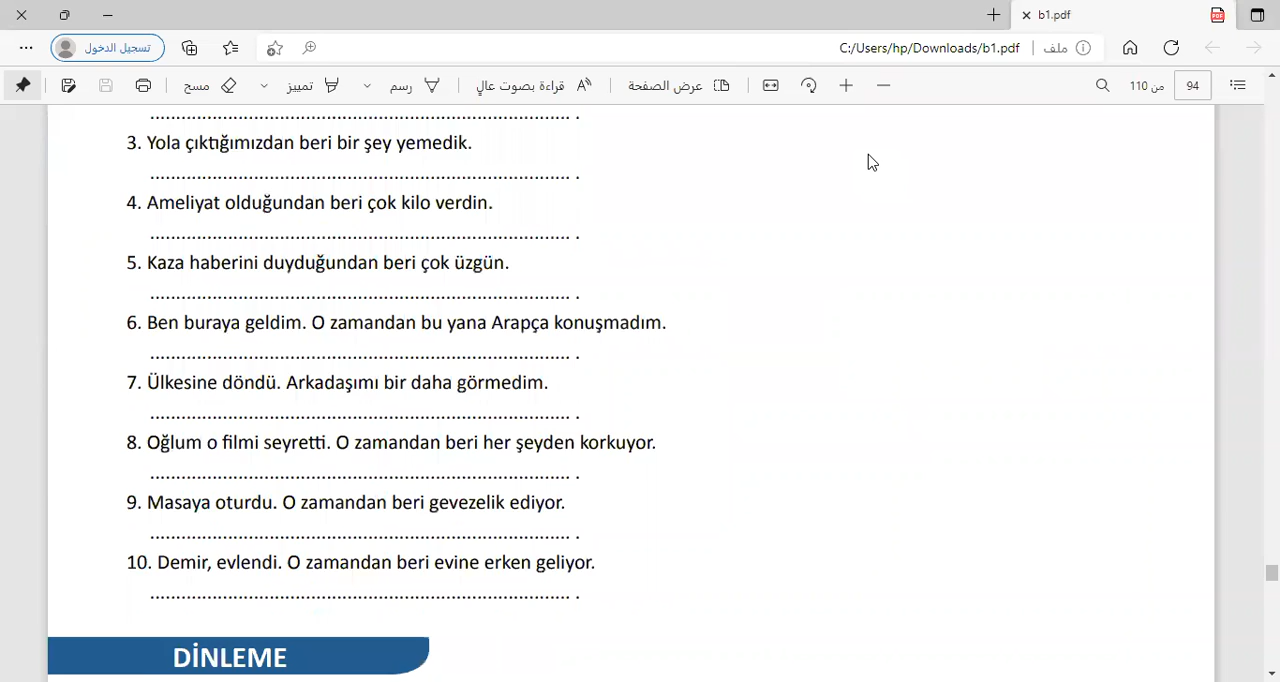 b1.pdf
تسجيل الدخول
C:/Users/hp/Downloads/b1.pdf
ملف
مسح
تمييز
رسم
قراءة بصوت عالٍ
عرض الصفحة
من 110
94
.................................................................................. .
3. Yola çıktığımızdan beri bir şey yemedik.
.................................................................................. .
4. Ameliyat olduğundan beri çok kilo verdin.
.................................................................................. .
5. Kaza haberini duyduğundan beri çok üzgün.
.................................................................................. .
6. Ben buraya geldim. O zamandan bu yana Arapça konuşmadım.
.................................................................................. .
7. Ülkesine döndü. Arkadaşımı bir daha görmedim.
.................................................................................. .
8. Oğlum o filmi seyretti. O zamandan beri her şeyden korkuyor.
.................................................................................. .
9. Masaya oturdu. O zamandan beri gevezelik ediyor.
.................................................................................. .
10. Demir, evlendi. O zamandan beri evine erken geliyor.
.................................................................................. .
DİNLEME